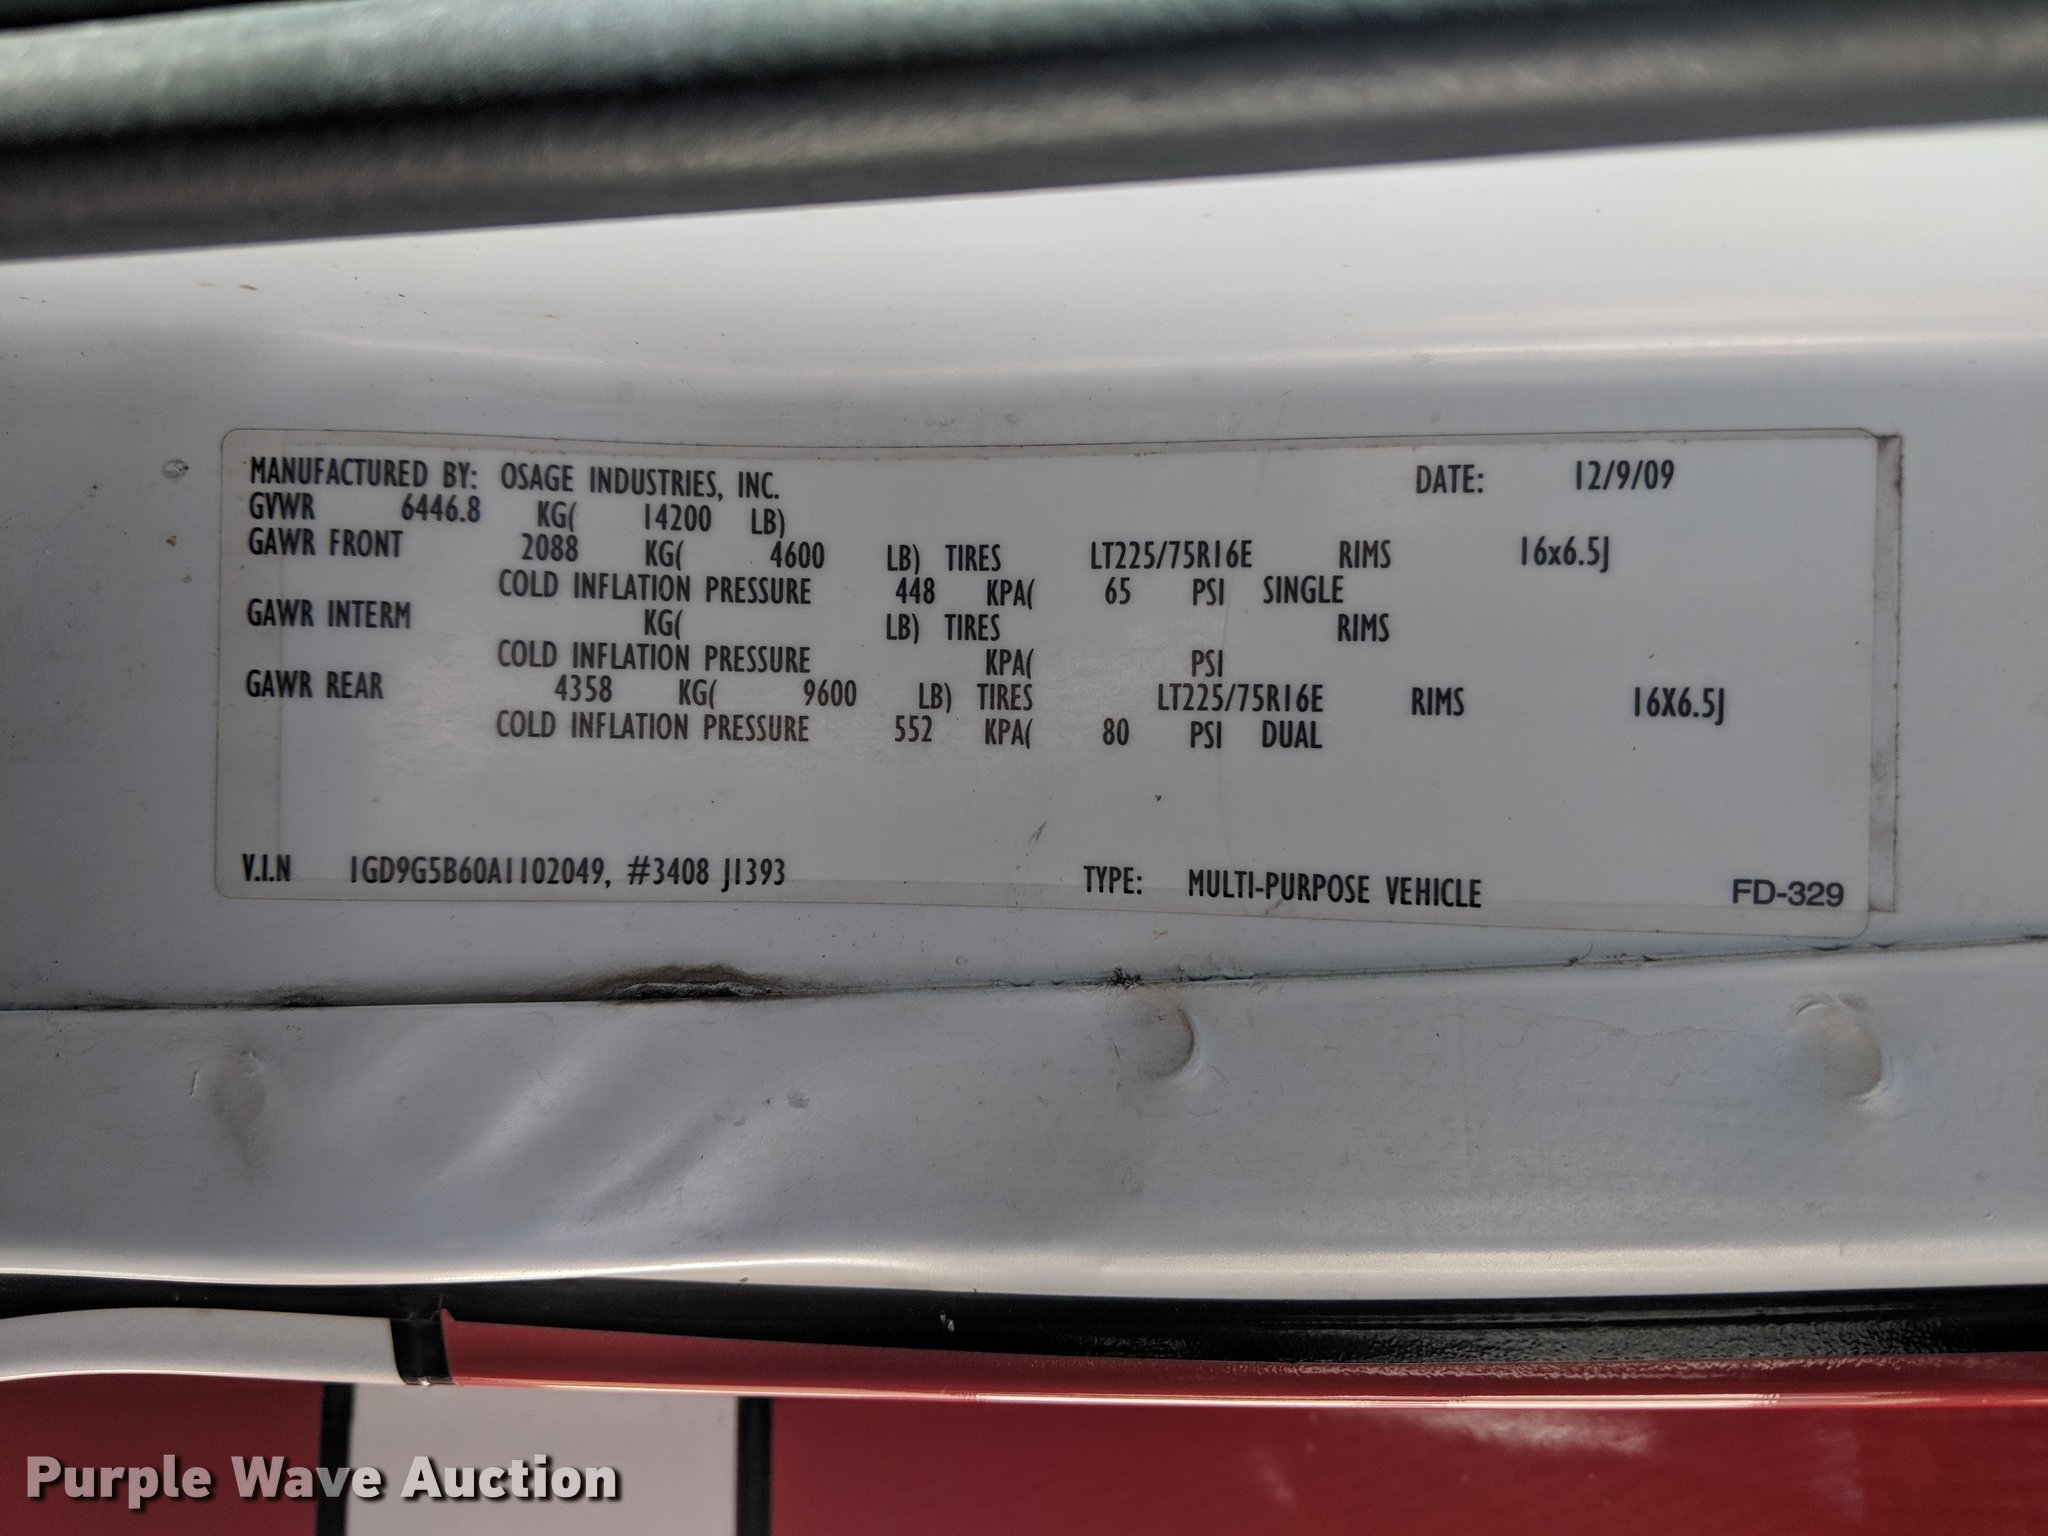 MANUFACTURED BY: OSAGE INDUSTRIES, INC. DATE: 12/9/09
GVWR 6446.8 KG( 14200 LB)
GAWR FRONT 2088 KG( 4600 LB) TIRES LT225/75R16E RIMS 16x6.5J
COLD INFLATION PRESSURE 448 KPA( 65 PSI SINGLE
GAWR INTERM KG( LB) TIRES RIMS
COLD INFLATION PRESSURE KPA( PSI
GAWR REAR 4358 KG( 9600 LB) TIRES LT225/75R16E RIMS 16X6.5J
COLD INFLATION PRESSURE 552 KPA( 80 PSI DUAL
V.I.N 1GD9G5B60A1102049, #3408 J1393 TYPE: MULTI-PURPOSE VEHICLE FD-329
Purple Wave Auction